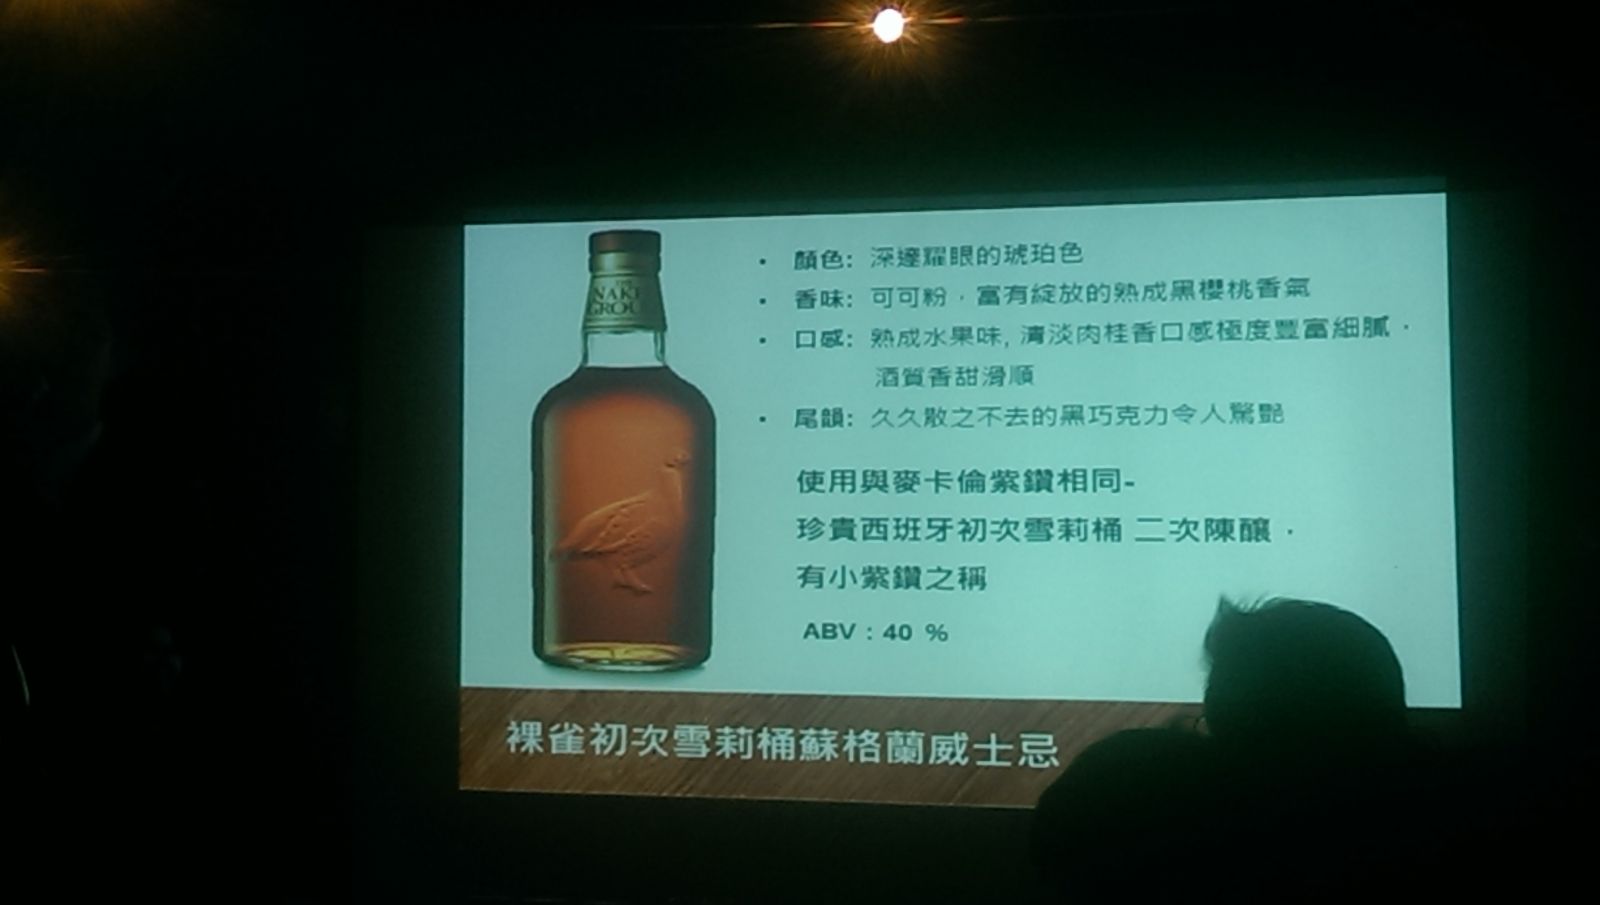 NAK
GROU
• 顏色: 深邃耀眼的琥珀色
• 香味: 可可粉，富有綻放的熟成黑櫻桃香氣
• 口感: 熟成水果味, 清淡肉桂香口感極度豐富細膩，
酒質香甜滑順
• 尾韻: 久久散之不去的黑巧克力令人驚艷
使用與麥卡倫紫鑽相同-
珍貴西班牙初次雪莉桶 二次陳釀，
有小紫鑽之稱
ABV：40 %
裸雀初次雪莉桶蘇格蘭威士忌